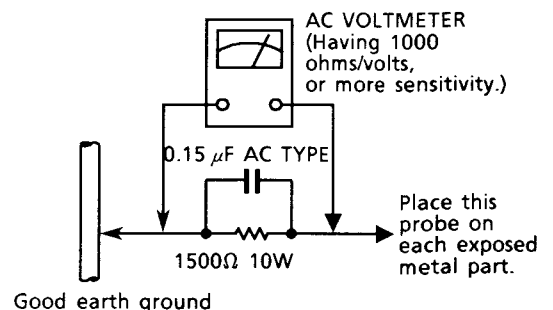 AC VOLTMETER
(Having 1000
ohms/volts,
or more sensitivity.)
0.15 µF AC TYPE
1500Ω 10W
Place this
probe on
each exposed
metal part.
Good earth ground